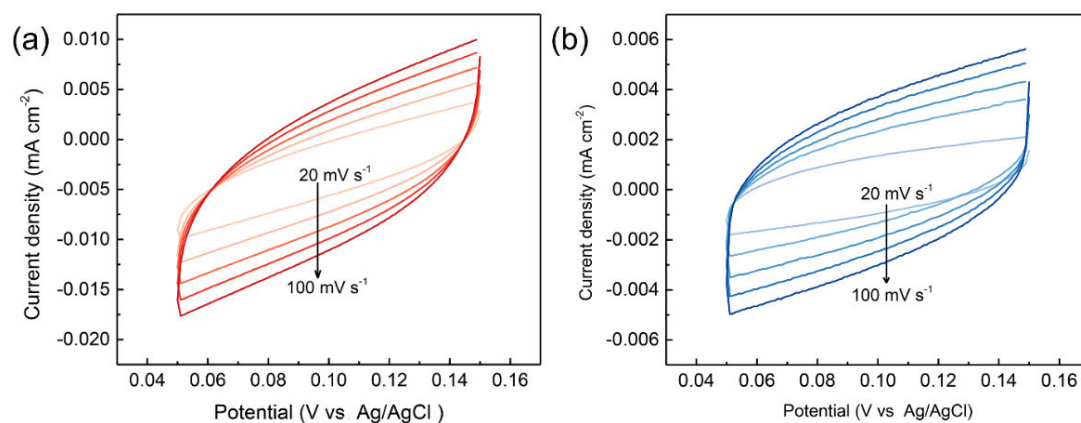 (a)
0.010
0.005
0.000
-0.005
-0.010
-0.015
-0.020
Current density (mA cm⁻²)
20 mV s⁻¹
100 mV s⁻¹
0.04 0.06 0.08 0.10 0.12 0.14 0.16
Potential (V vs Ag/AgCl )
(b)
0.006
0.004
0.002
0.000
-0.002
-0.004
-0.006
Current density (mA cm⁻²)
20 mV s⁻¹
100 mV s⁻¹
0.04 0.06 0.08 0.10 0.12 0.14 0.16
Potential (V vs Ag/AgCl)